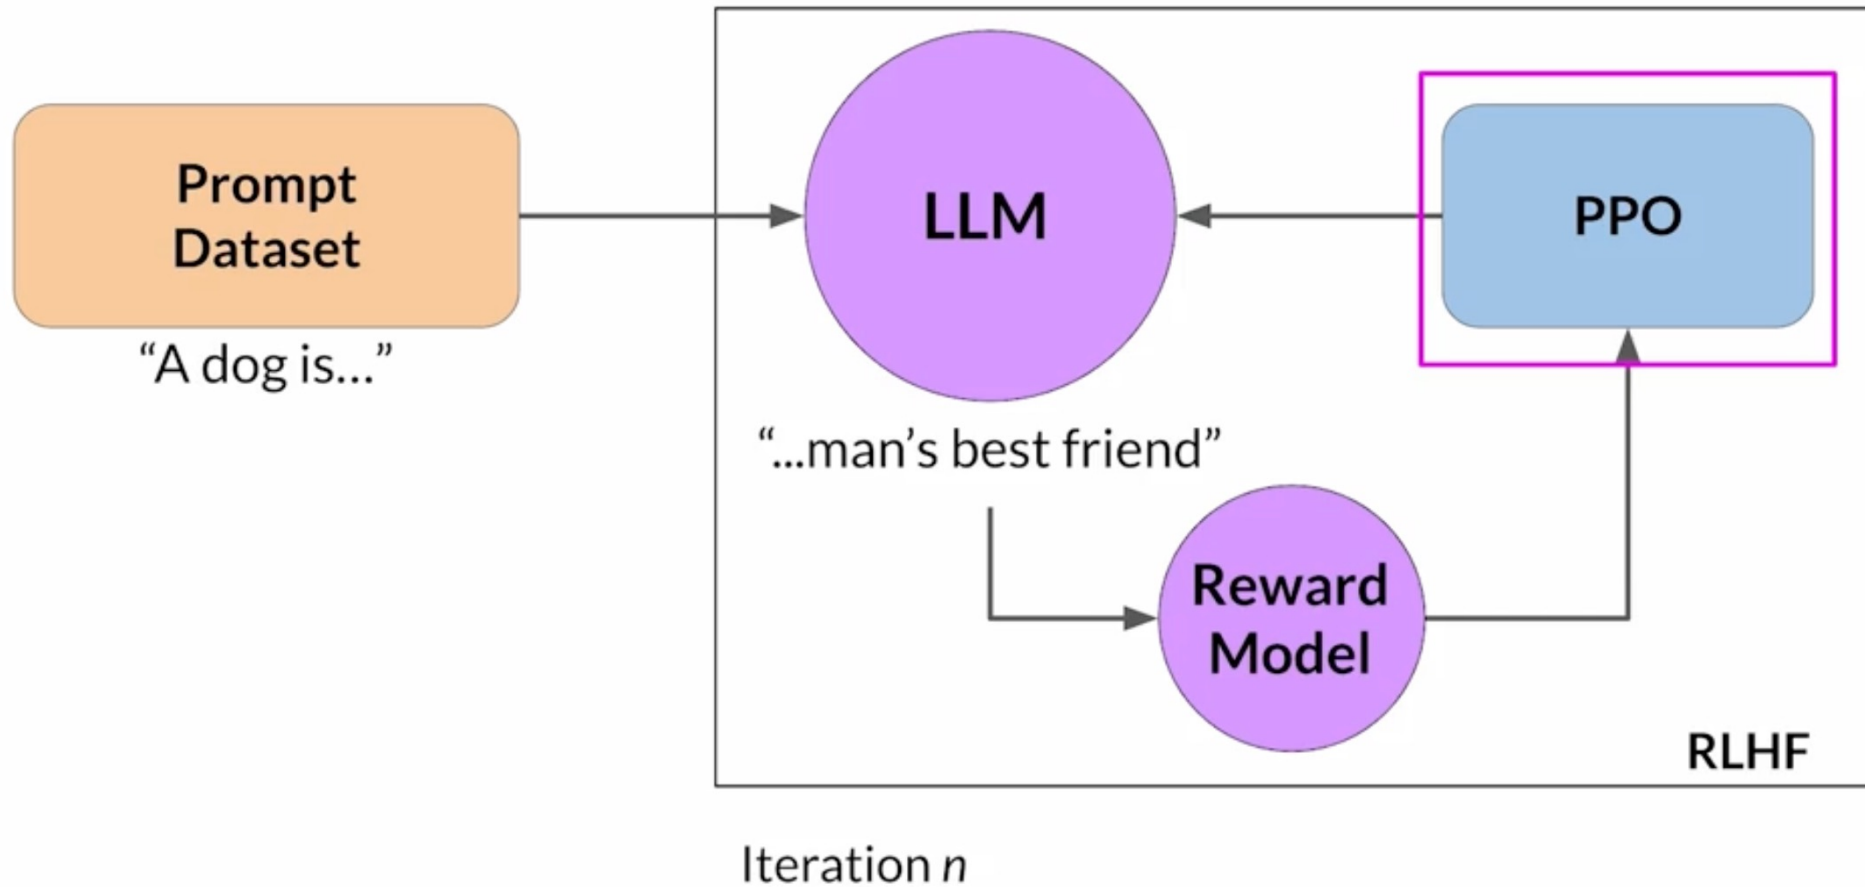 Prompt
Dataset
“A dog is...”
LLM
“...man’s best friend”
PPO
Reward
Model
RLHF
Iteration n